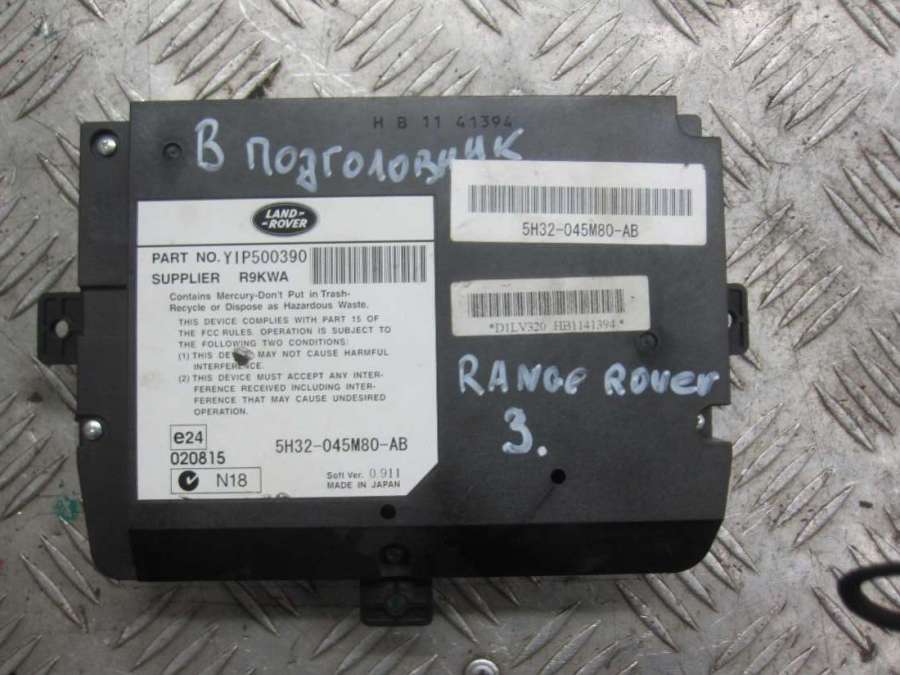 H B 11 41394
В ПОДГОЛОВНИК
LAND-
-ROVER
PART NO. YIP500390
SUPPLIER R9KWA
Contains Mercury-Don't Put in Trash-
Recycle or Dispose as Hazardous Waste.
THIS DEVICE COMPLIES WITH PART 15 OF
THE FCC RULES. OPERATION IS SUBJECT TO
THE FOLLOWING TWO CONDITIONS:
(1) THIS DEVICE MAY NOT CAUSE HARMFUL
INTERFERENCE.
(2) THIS DEVICE MUST ACCEPT ANY INTER-
FERENCE RECEIVED INCLUDING INTER-
FERENCE THAT MAY CAUSE UNDESIRED
OPERATION.
e24
020815
5H32-045M80-AB
N18
Soft Ver. 0.911
MADE IN JAPAN
5H32-045M80-AB
*D1LV320 HB1141394*
RANGE ROVER
3.